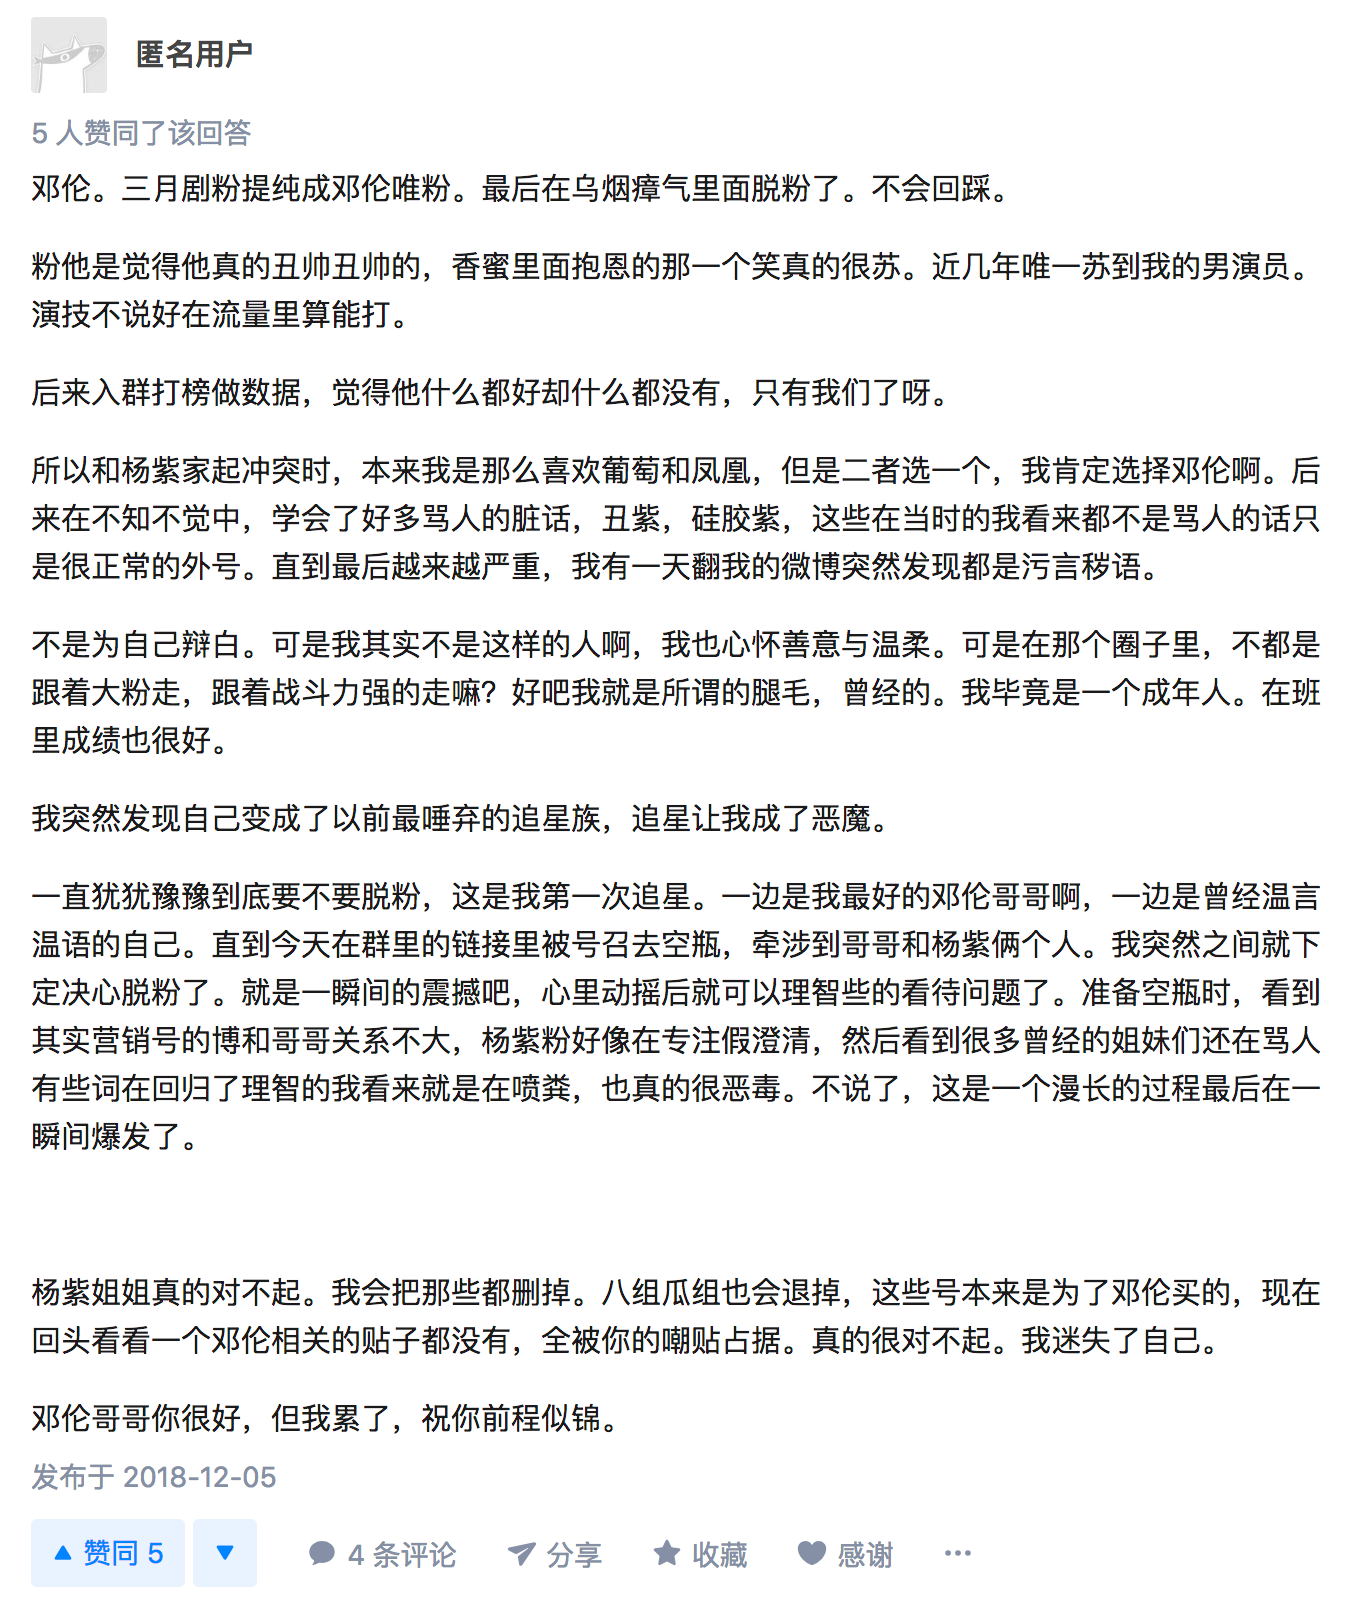 匿名用户
5 人赞同了该回答
邓伦。三月剧粉提纯成邓伦唯粉。最后在乌烟瘴气里面脱粉了。不会回踩。
粉他是觉得他真的丑帅丑帅的，香蜜里面抱恩的那一个笑真的很苏。近几年唯一苏到我的男演员。
演技不说好在流量里算能打。
后来入群打榜做数据，觉得他什么都好却什么都没有，只有我们了呀。
所以和杨紫家起冲突时，本来我是那么喜欢葡萄和凤凰，但是二者选一个，我肯定选择邓伦啊。后
来在不知不觉中，学会了好多骂人的脏话，丑紫，硅胶紫，这些在当时的我看来都不是骂人的话只
是很正常的外号。直到最后越来越严重，我有一天翻我的微博突然发现都是污言秽语。
不是为自己辩白。可是我其实不是这样的人啊，我也心怀善意与温柔。可是在那个圈子里，不都是
跟着大粉走，跟着战斗力强的走嘛？好吧我就是所谓的腿毛，曾经的。我毕竟是一个成年人。在班
里成绩也很好。
我突然发现自己变成了以前最唾弃的追星族，追星让我成了恶魔。
一直犹犹豫豫到底要不要脱粉，这是我第一次追星。一边是我最好的邓伦哥哥啊，一边是曾经温言
温语的自己。直到今天在群里的链接里被号召去空瓶，牵涉到哥哥和杨紫俩个人。我突然之间就下
定决心脱粉了。就是一瞬间的震撼吧，心里动摇后就可以理智些的看待问题了。准备空瓶时，看到
其实营销号的博和哥哥关系不大，杨紫粉好像在专注假澄清，然后看到很多曾经的姐妹们还在骂人
有些词在回归了理智的我看来就是在喷粪，也真的很恶毒。不说了，这是一个漫长的过程最后在一
瞬间爆发了。
杨紫姐姐真的对不起。我会把那些都删掉。八组瓜组也会退掉，这些号本来是为了邓伦买的，现在
回头看看一个邓伦相关的贴子都没有，全被你的嘲贴占据。真的很对不起。我迷失了自己。
邓伦哥哥你很好，但我累了，祝你前程似锦。
发布于 2018-12-05
赞同 5 4 条评论 分享 收藏 感谢